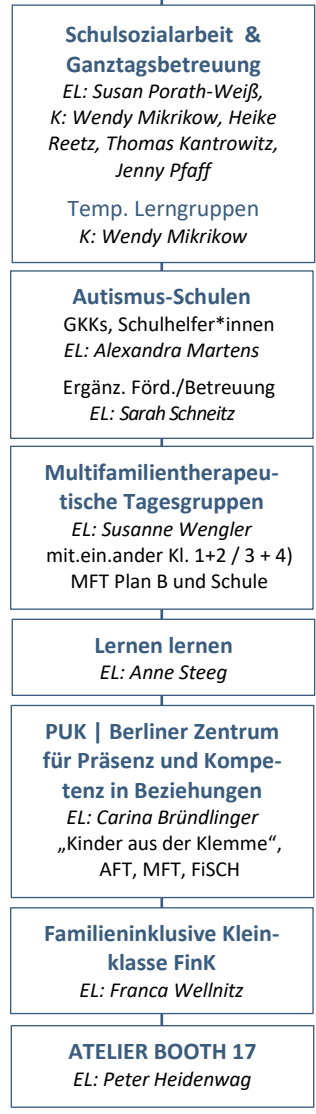 Schulsozialarbeit &
Ganztagsbetreuung
EL: Susan Porath-Weiß,
K: Wendy Mikrikow, Heike
Reetz, Thomas Kantrowitz,
Jenny Pfaff
Temp. Lerngruppen
K: Wendy Mikrikow
Autismus-Schulen
GKKs, Schulhelfer*innen
EL: Alexandra Martens
Ergänz. Förd./Betreuung
EL: Sarah Schneitz
Multifamilientherapeu-
tische Tagesgruppen
EL: Susanne Wengler
mit.ein.ander Kl. 1+2 / 3 + 4)
MFT Plan B und Schule
Lernen lernen
EL: Anne Steeg
PUK | Berliner Zentrum
für Präsenz und Kompe-
tenz in Beziehungen
EL: Carina Bründlinger
„Kinder aus der Klemme“,
AFT, MFT, FiSCH
Familieninklusive Klein-
klasse FinK
EL: Franca Wellnitz
ATELIER BOOTH 17
EL: Peter Heidenwag